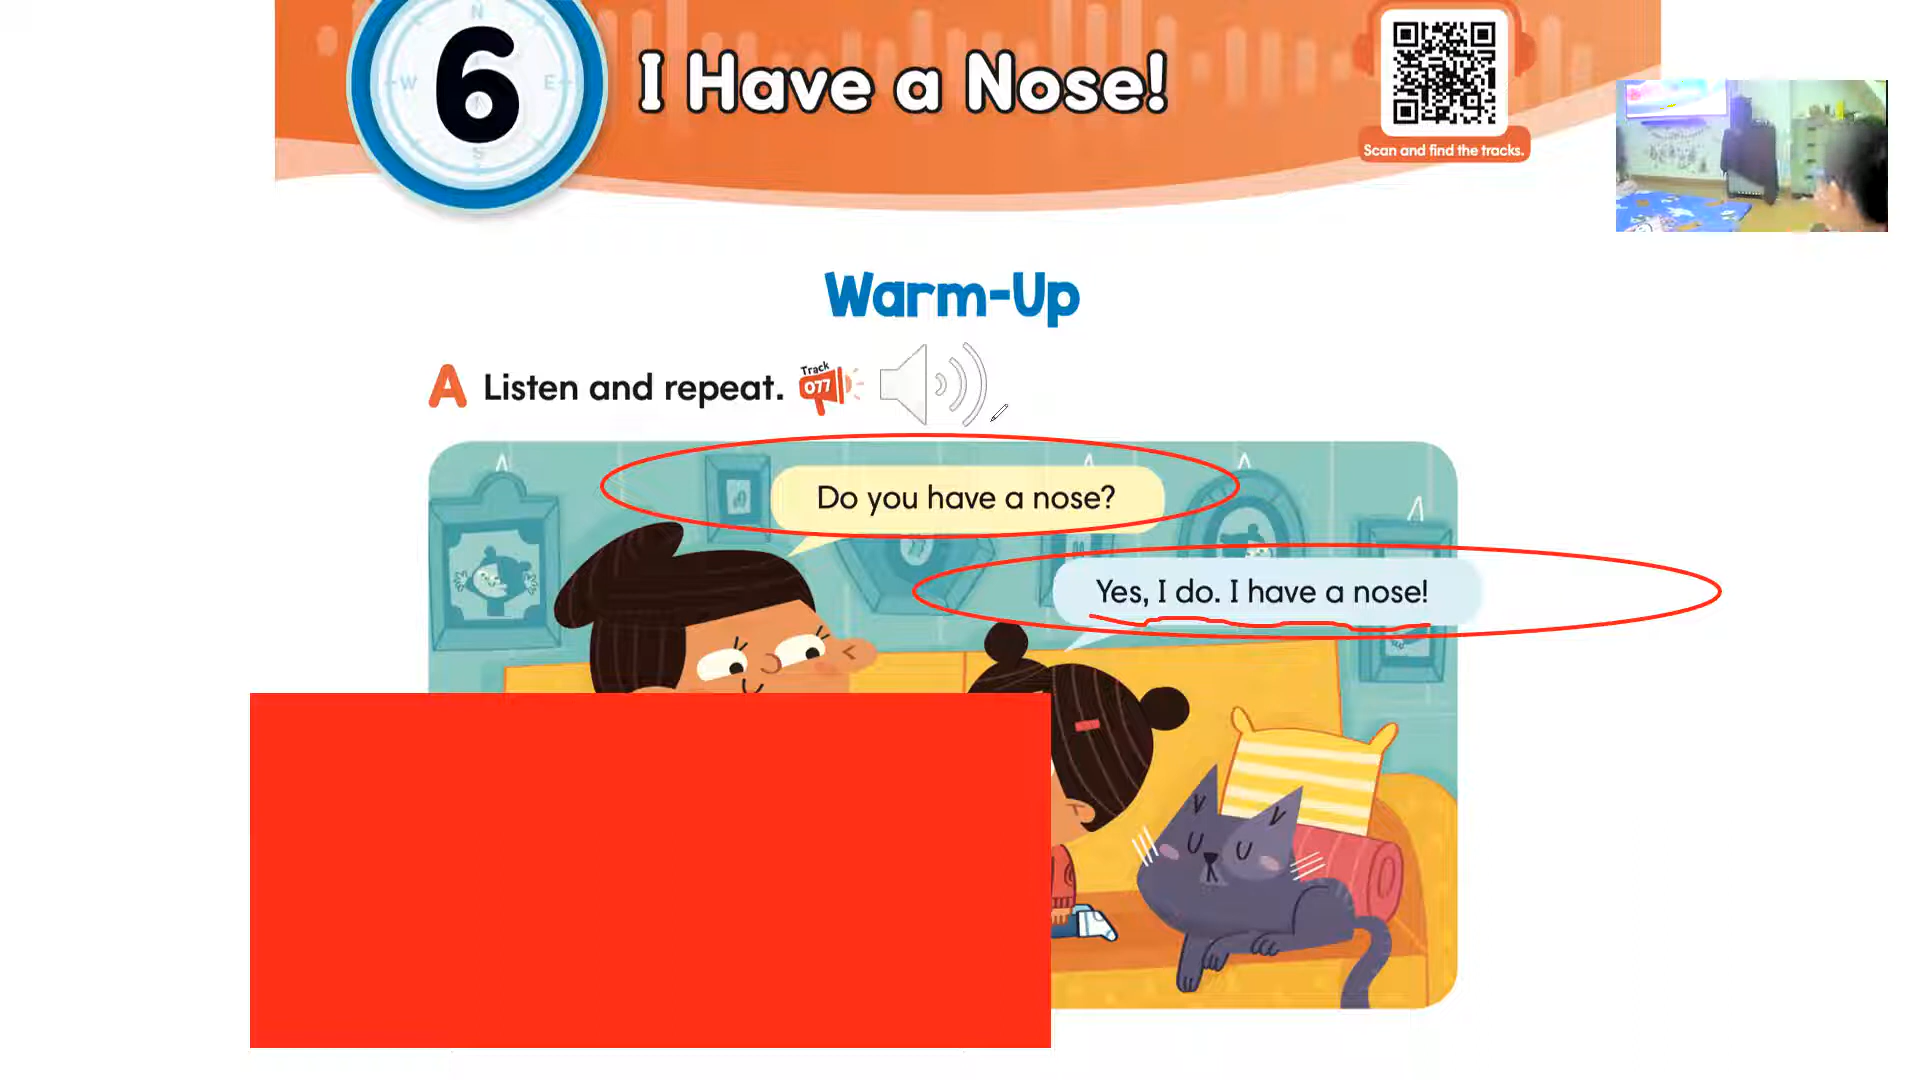 N
W
E
S
6
I Have a Nose!
Scan and find the tracks.
Warm-Up
A Listen and repeat.
Track
077
Do you have a nose?
Yes, I do. I have a nose!